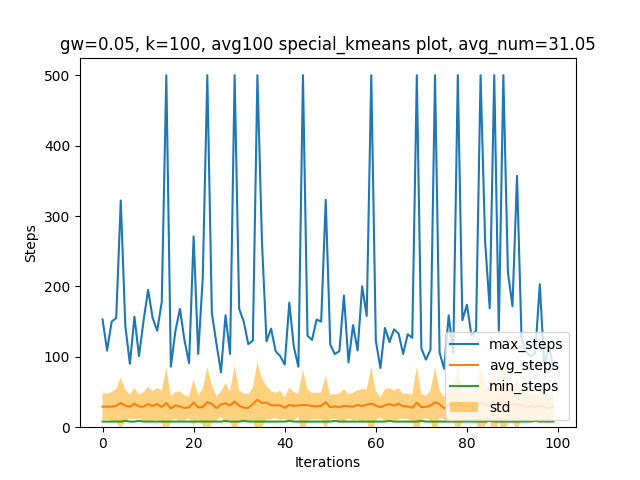 gw=0.05, k=100, avg100 special_kmeans plot, avg_num=31.05
500
400
300
200
100
0
Steps
max_steps
avg_steps
min_steps
std
0
20
40
60
80
100
Iterations